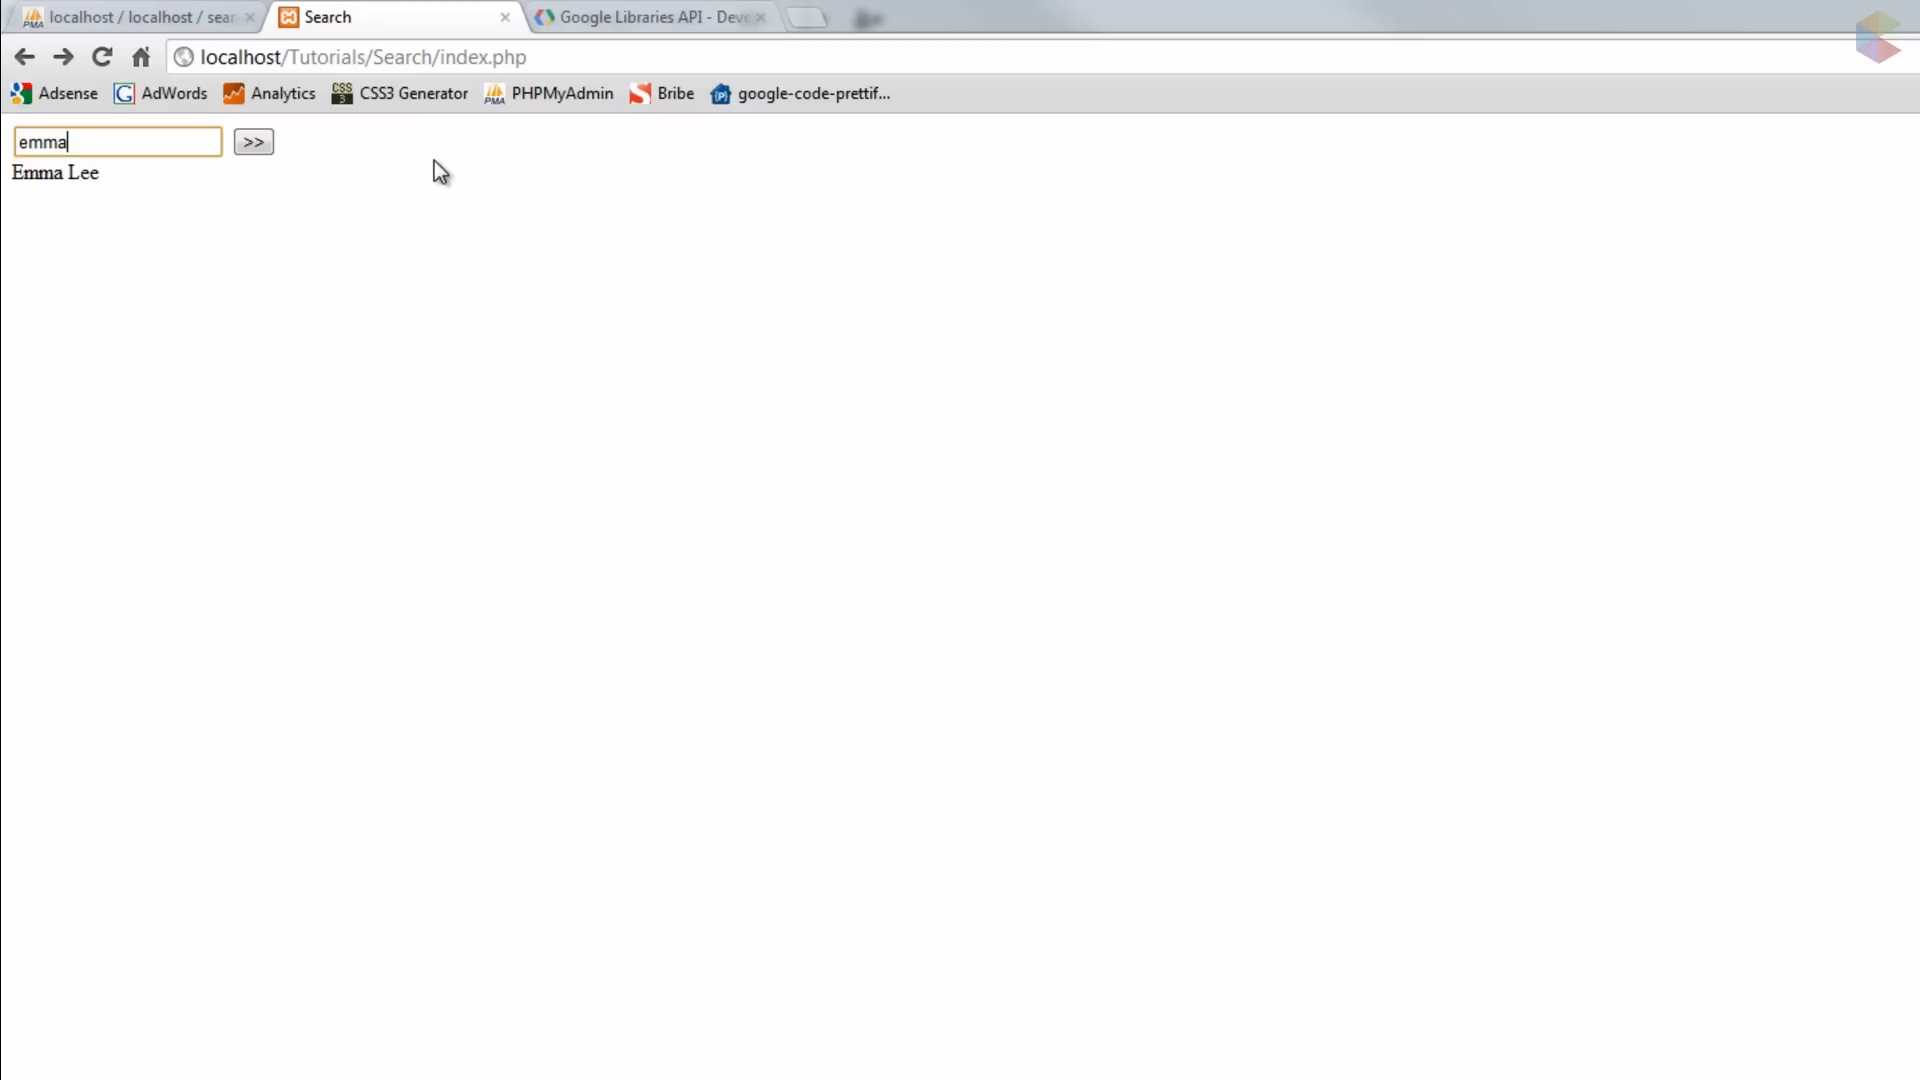 localhost / localhost / sear
Search
Google Libraries API - Deve
localhost/Tutorials/Search/index.php
Adsense
AdWords
Analytics
CSS3 Generator
PHPMyAdmin
Bribe
google-code-prettif...
emma
>>
Emma Lee